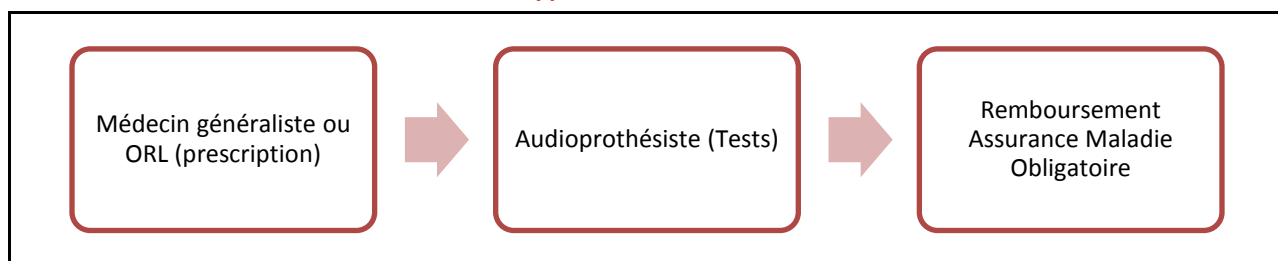 Médecin généraliste ou
ORL (prescription)
Audioprothésiste (Tests)
Remboursement
Assurance Maladie
Obligatoire